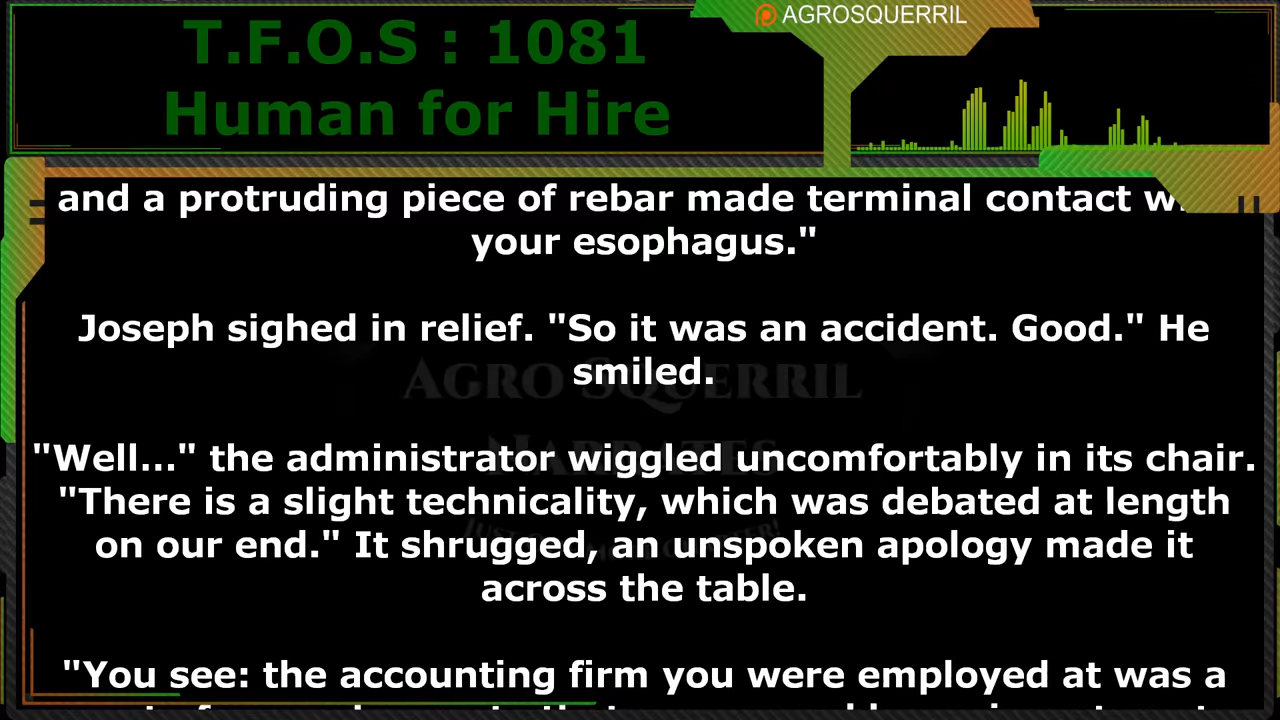 AGROSQUERRIL
T.F.O.S : 1081
Human for Hire
and a protruding piece of rebar made terminal contact
your esophagus."
Joseph sighed in relief. "So it was an accident. Good." He
smiled.
AGRO SQUERRIL
NARRATES
"Well..." the administrator wiggled uncomfortably in its chair.
"There is a slight technicality, which was debated at length
on our end." It shrugged, an unspoken apology made it
across the table.
"You see: the accounting firm you were employed at was a